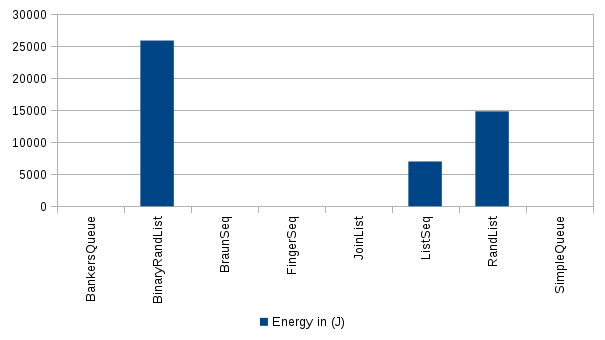 30000
25000
20000
15000
10000
5000
0
BankersQueue
BinaryRandList
BraunSeq
FingerSeq
JoinList
ListSeq
RandList
SimpleQueue
Energy in (J)